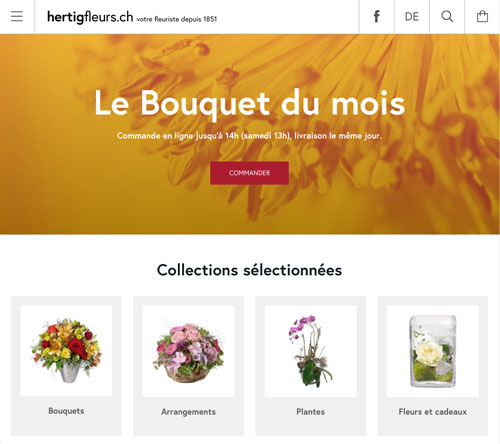 hertigfleurs.ch votre fleuriste depuis 1851
f DE
Le Bouquet du mois
Commande en ligne jusqu'à 14h (samedi 13h), livraison le même jour.
COMMANDER
Collections sélectionnées
Bouquets Arrangements Plantes Fleurs et cadeaux